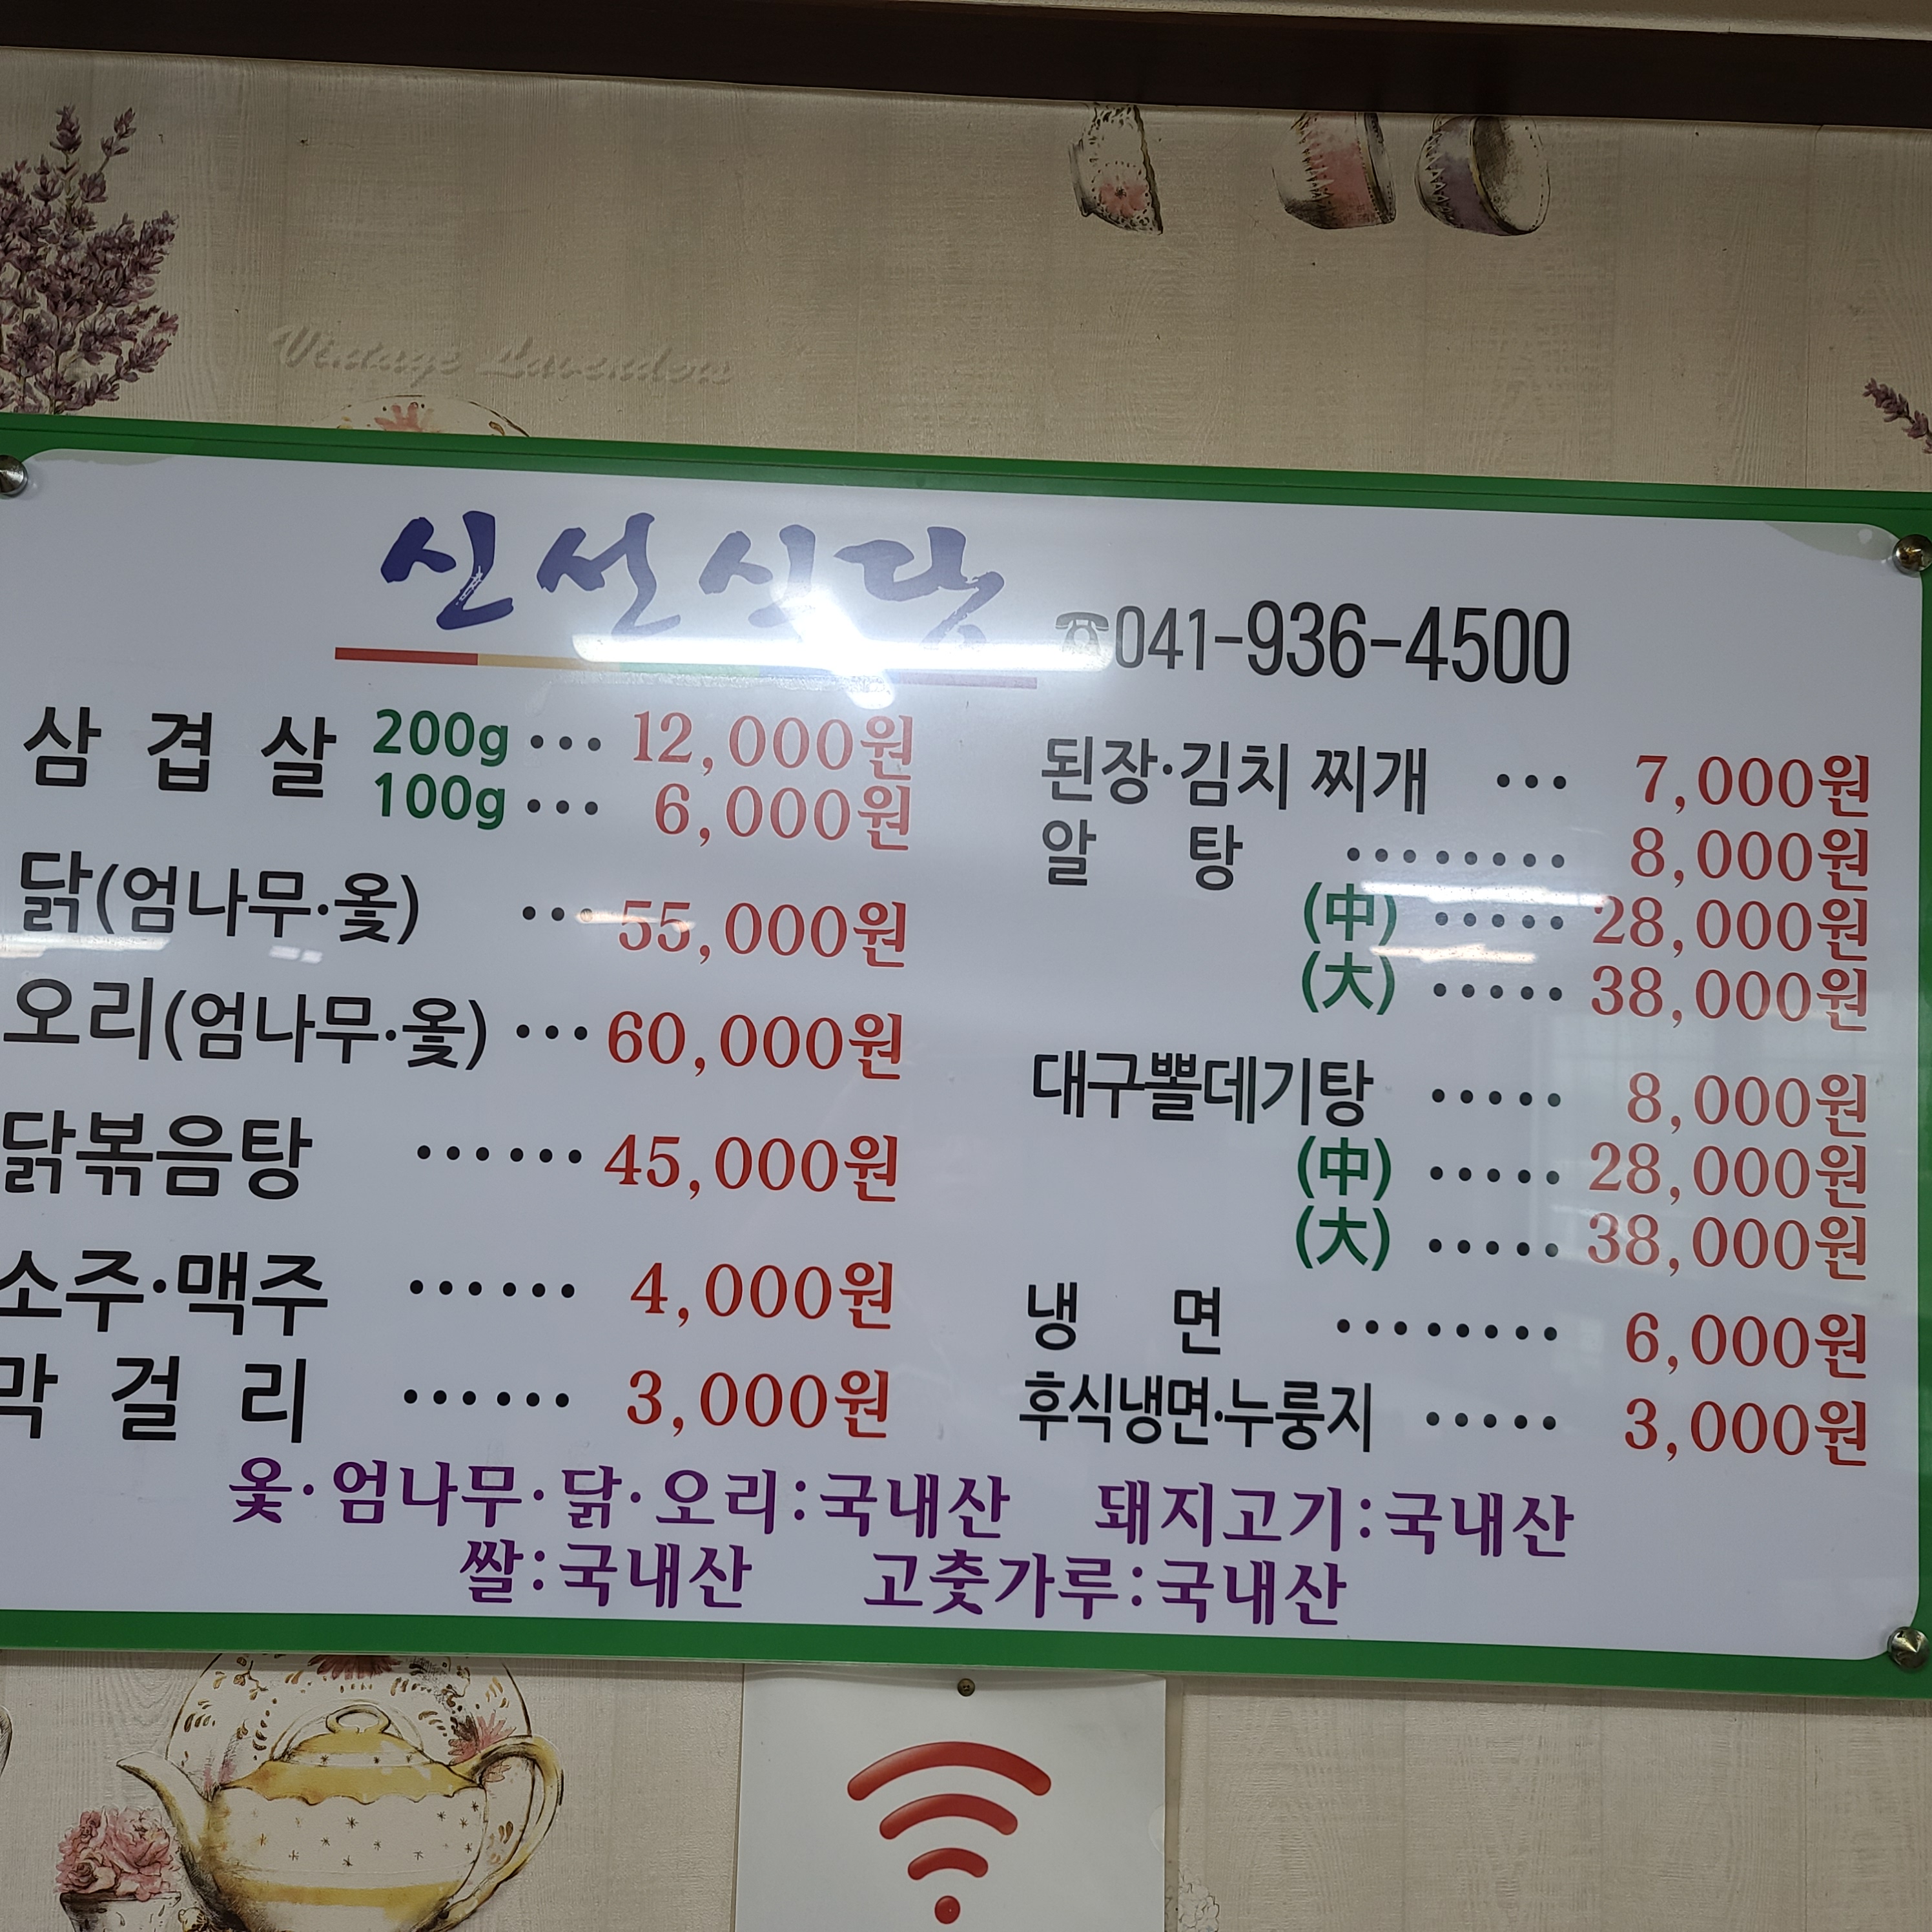 Vintage Lavender
신선식당 ☎041-936-4500
삼 겹 살 200g ··· 12,000원
100g ··· 6,000원
닭(엄나무·옻) ··· 55,000원
오리(엄나무·옻) ··· 60,000원
닭볶음탕 ······ 45,000원
소주·맥주 ······ 4,000원
막 걸 리 ······ 3,000원
된장·김치 찌개 ··· 7,000원
알 탕 ········ 8,000원
(中) ····· 28,000원
(大) ····· 38,000원
대구뽈데기탕 ····· 8,000원
(中) ····· 28,000원
(大) ····· 38,000원
냉 면 ········ 6,000원
후식냉면·누룽지 ····· 3,000원
옻·엄나무·닭·오리:국내산 돼지고기:국내산
쌀:국내산 고춧가루:국내산